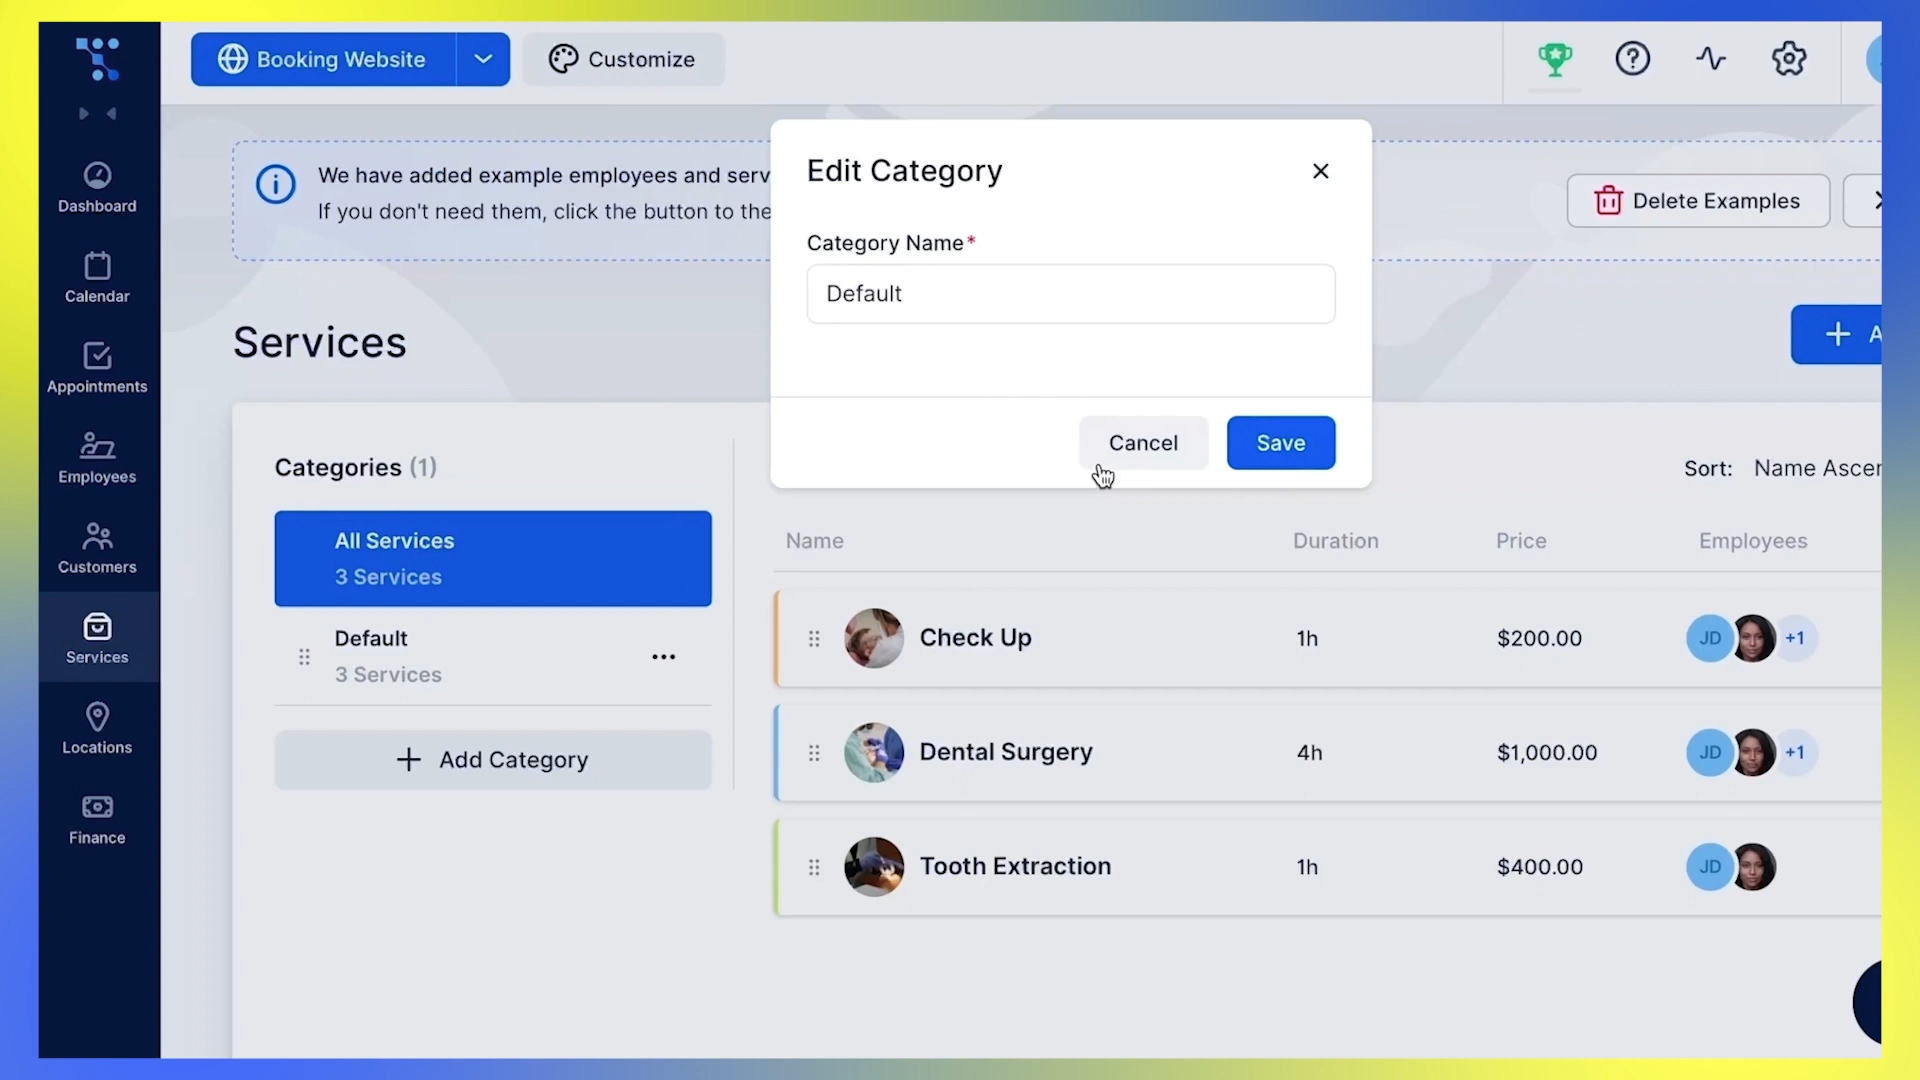 Booking Website
Customize
Dashboard
Calendar
Appointments
Employees
Customers
Services
Locations
Finance
We have added example employees and serv
If you don't need them, click the button to the
Delete Examples
Edit Category
Category Name*
Default
Cancel
Save
Services
+ A
Categories (1)
All Services
3 Services
Default
3 Services
+ Add Category
Sort: Name Ascen
Name Duration Price Employees
Check Up 1h $200.00 JD +1
Dental Surgery 4h $1,000.00 JD +1
Tooth Extraction 1h $400.00 JD